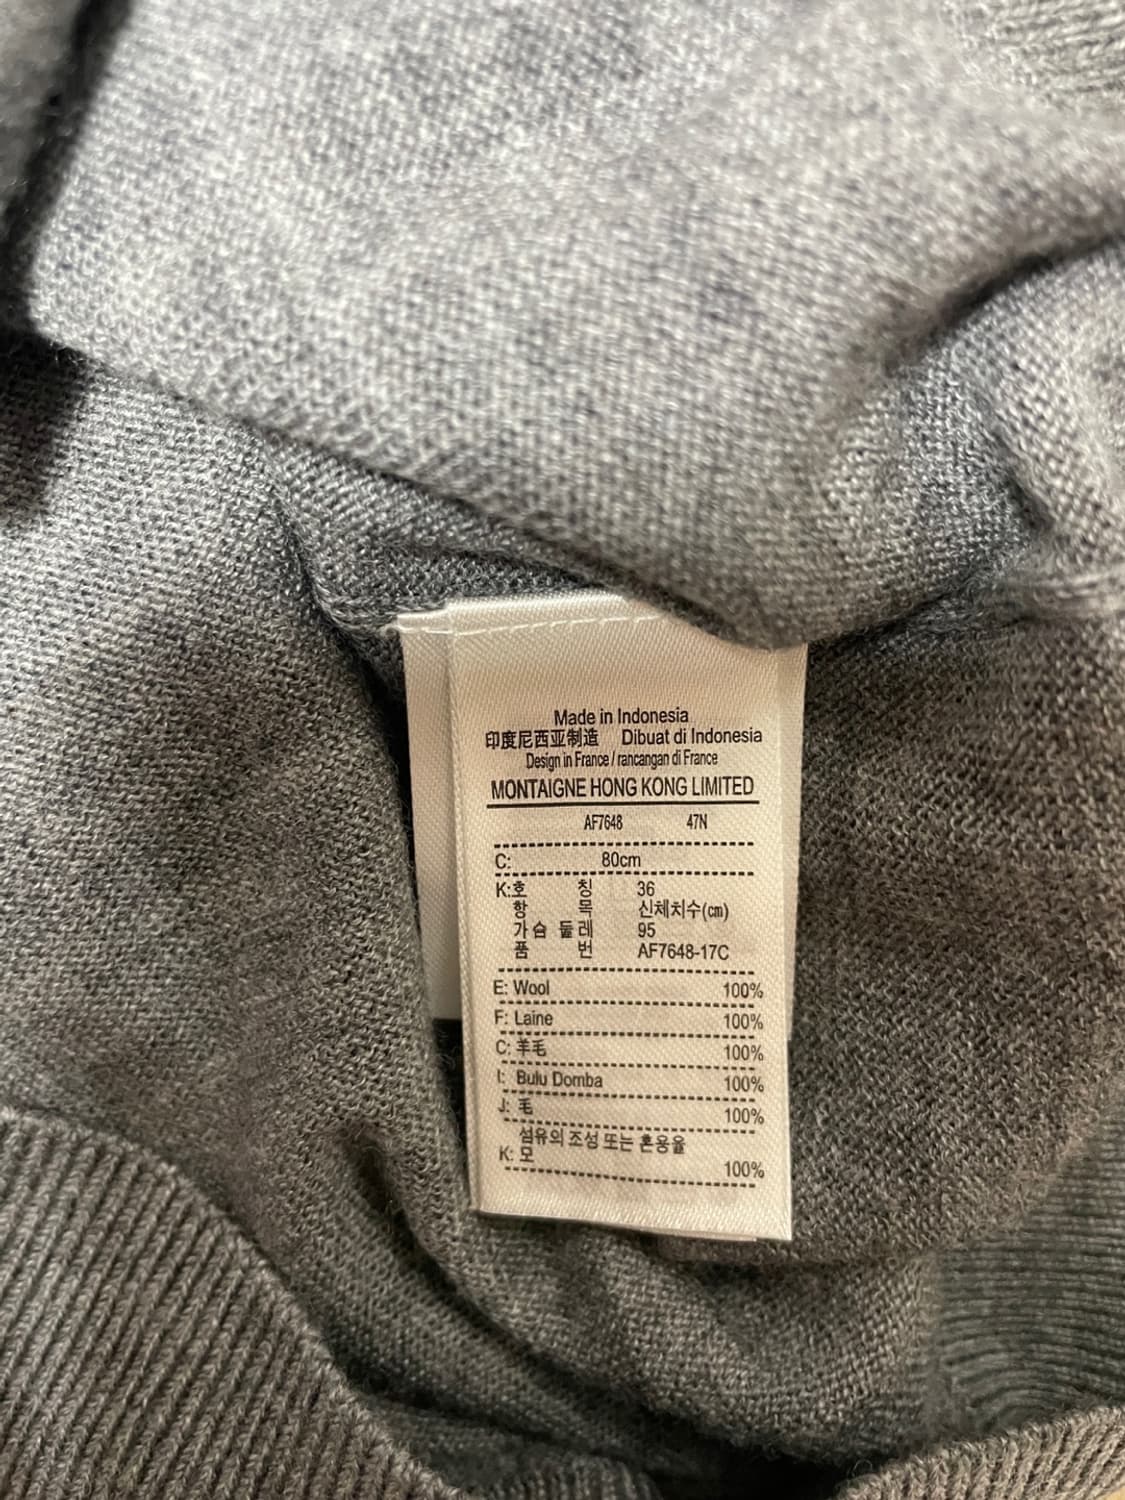 Made in Indonesia
印度尼西亚制造 Dibuat di Indonesia
Design in France / rancangan di France
MONTAIGNE HONG KONG LIMITED
AF7648 47N
C: 80cm
K:호 칭 36
항 목 신체치수(cm)
가슴 둘레 95
품 번 AF7648-17C
E: Wool 100%
F: Laine 100%
C: 羊毛 100%
I: Bulu Domba 100%
J: 毛 100%
섬유의 조성 또는 혼용율
K: 모 100%